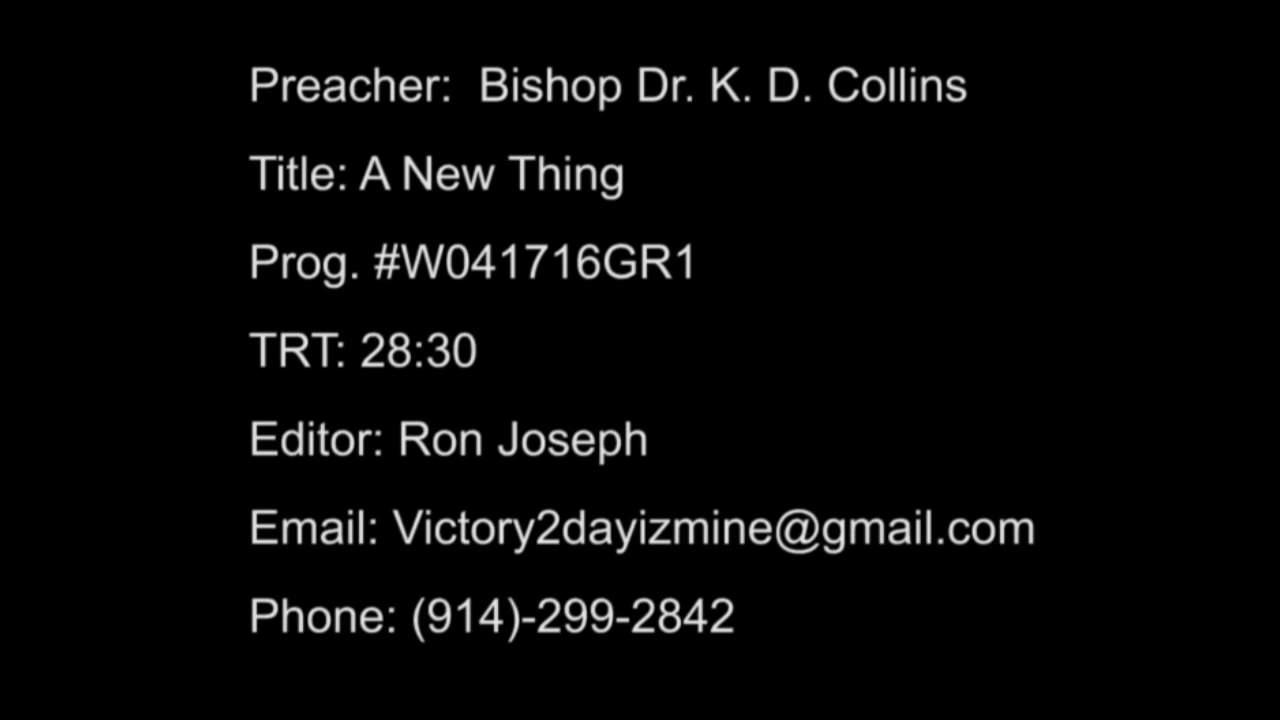 Preacher:  Bishop Dr. K. D. Collins
Title: A New Thing
Prog. #W041716GR1
TRT: 28:30
Editor: Ron Joseph
Email: Victory2dayizmine@gmail.com
Phone: (914)-299-2842